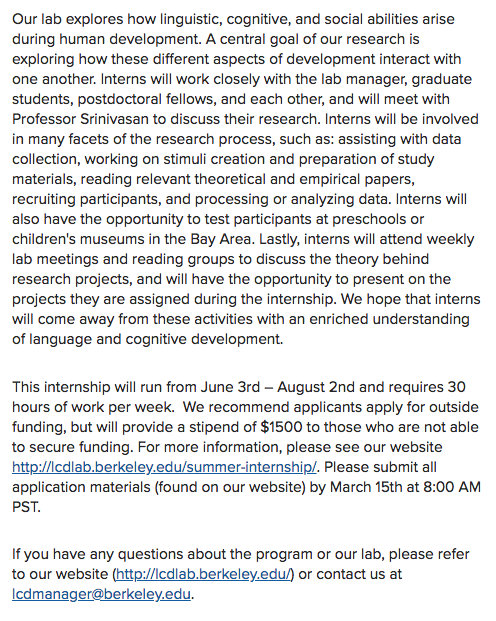 Our lab explores how linguistic, cognitive, and social abilities arise
during human development. A central goal of our research is
exploring how these different aspects of development interact with
one another. Interns will work closely with the lab manager, graduate
students, postdoctoral fellows, and each other, and will meet with
Professor Srinivasan to discuss their research. Interns will be involved
in many facets of the research process, such as: assisting with data
collection, working on stimuli creation and preparation of study
materials, reading relevant theoretical and empirical papers,
recruiting participants, and processing or analyzing data. Interns will
also have the opportunity to test participants at preschools or
children's museums in the Bay Area. Lastly, interns will attend weekly
lab meetings and reading groups to discuss the theory behind
research projects, and will have the opportunity to present on the
projects they are assigned during the internship. We hope that interns
will come away from these activities with an enriched understanding
of language and cognitive development.
This internship will run from June 3rd – August 2nd and requires 30
hours of work per week.  We recommend applicants apply for outside
funding, but will provide a stipend of $1500 to those who are not able
to secure funding. For more information, please see our website
http://lcdlab.berkeley.edu/summer-internship/. Please submit all
application materials (found on our website) by March 15th at 8:00 AM
PST.
If you have any questions about the program or our lab, please refer
to our website (http://lcdlab.berkeley.edu/) or contact us at
lcdmanager@berkeley.edu.